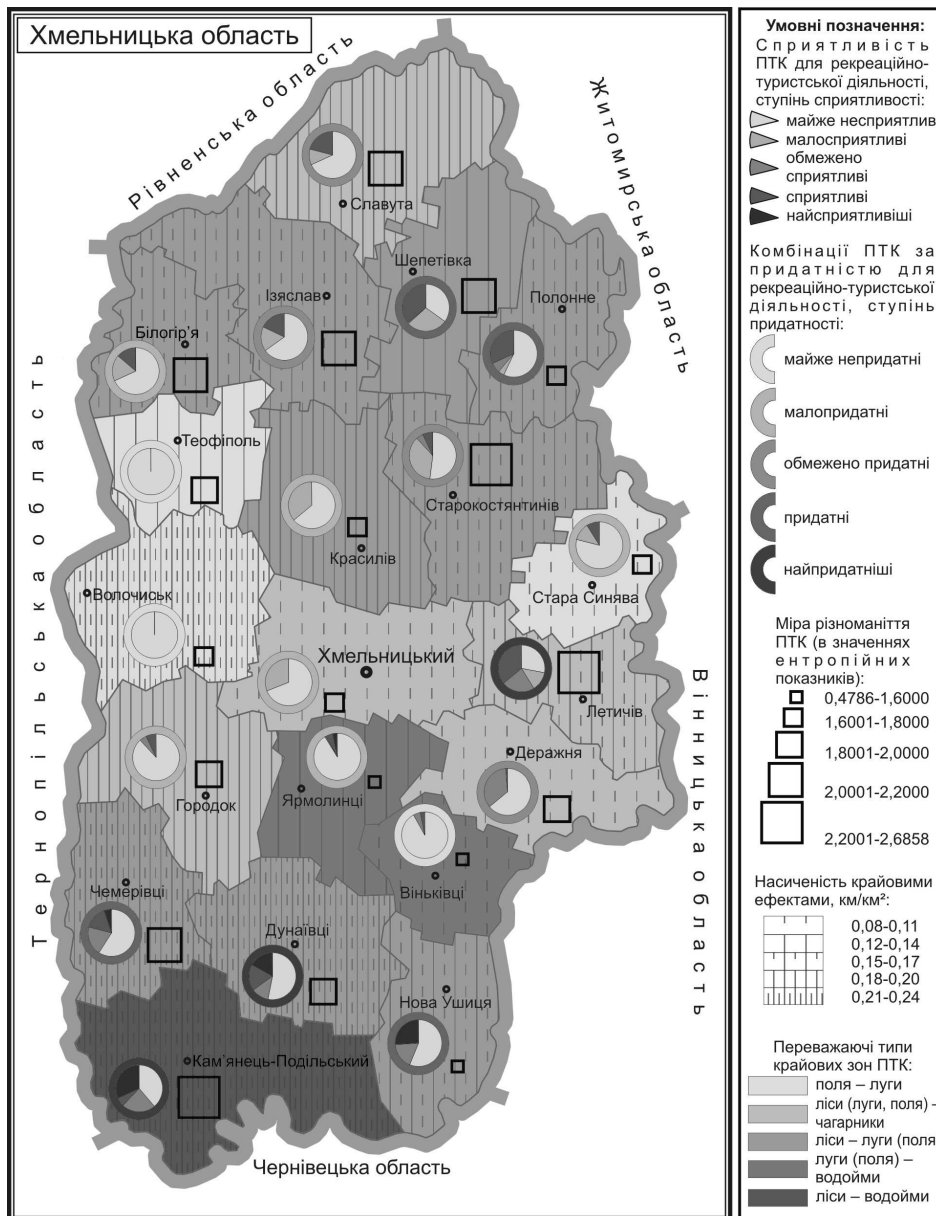 Хмельницька область
Рівненська область
Житомирська область
Тернопільська область
Вінницька область
Чернівецька область
Славута
Шепетівка
Ізяслав
Полонне
Білогір'я
Теофіполь
Старокостянтинів
Красилів
Волочиськ
Стара Синява
Хмельницький
Летичів
Деражня
Городок
Ярмолинці
Віньківці
Чемерівці
Дунаївці
Нова Ушиця
Кам'янець-Подільський
Умовні позначення:
Сприятливість
ПТК для рекреаційно-
туристської діяльності,
ступінь сприятливості:
майже несприятлив
малосприятливі
обмежено
сприятливі
сприятливі
найсприятливіші
Комбінації ПТК за
придатністю для
рекреаційно-туристської
діяльності, ступінь
придатності:
майже непридатні
малопридатні
обмежено придатні
придатні
найпридатніші
Міра різноманіття
ПТК (в значеннях
ентропійних
показників):
0,4786-1,6000
1,6001-1,8000
1,8001-2,0000
2,0001-2,2000
2,2001-2,6858
Насиченість крайовими
ефектами, км/км²:
0,08-0,11
0,12-0,14
0,15-0,17
0,18-0,20
0,21-0,24
Переважаючі типи
крайових зон ПТК:
поля – луги
ліси (луги, поля) –
чагарники
ліси – луги (поля
луги (поля) –
водойми
ліси – водойми